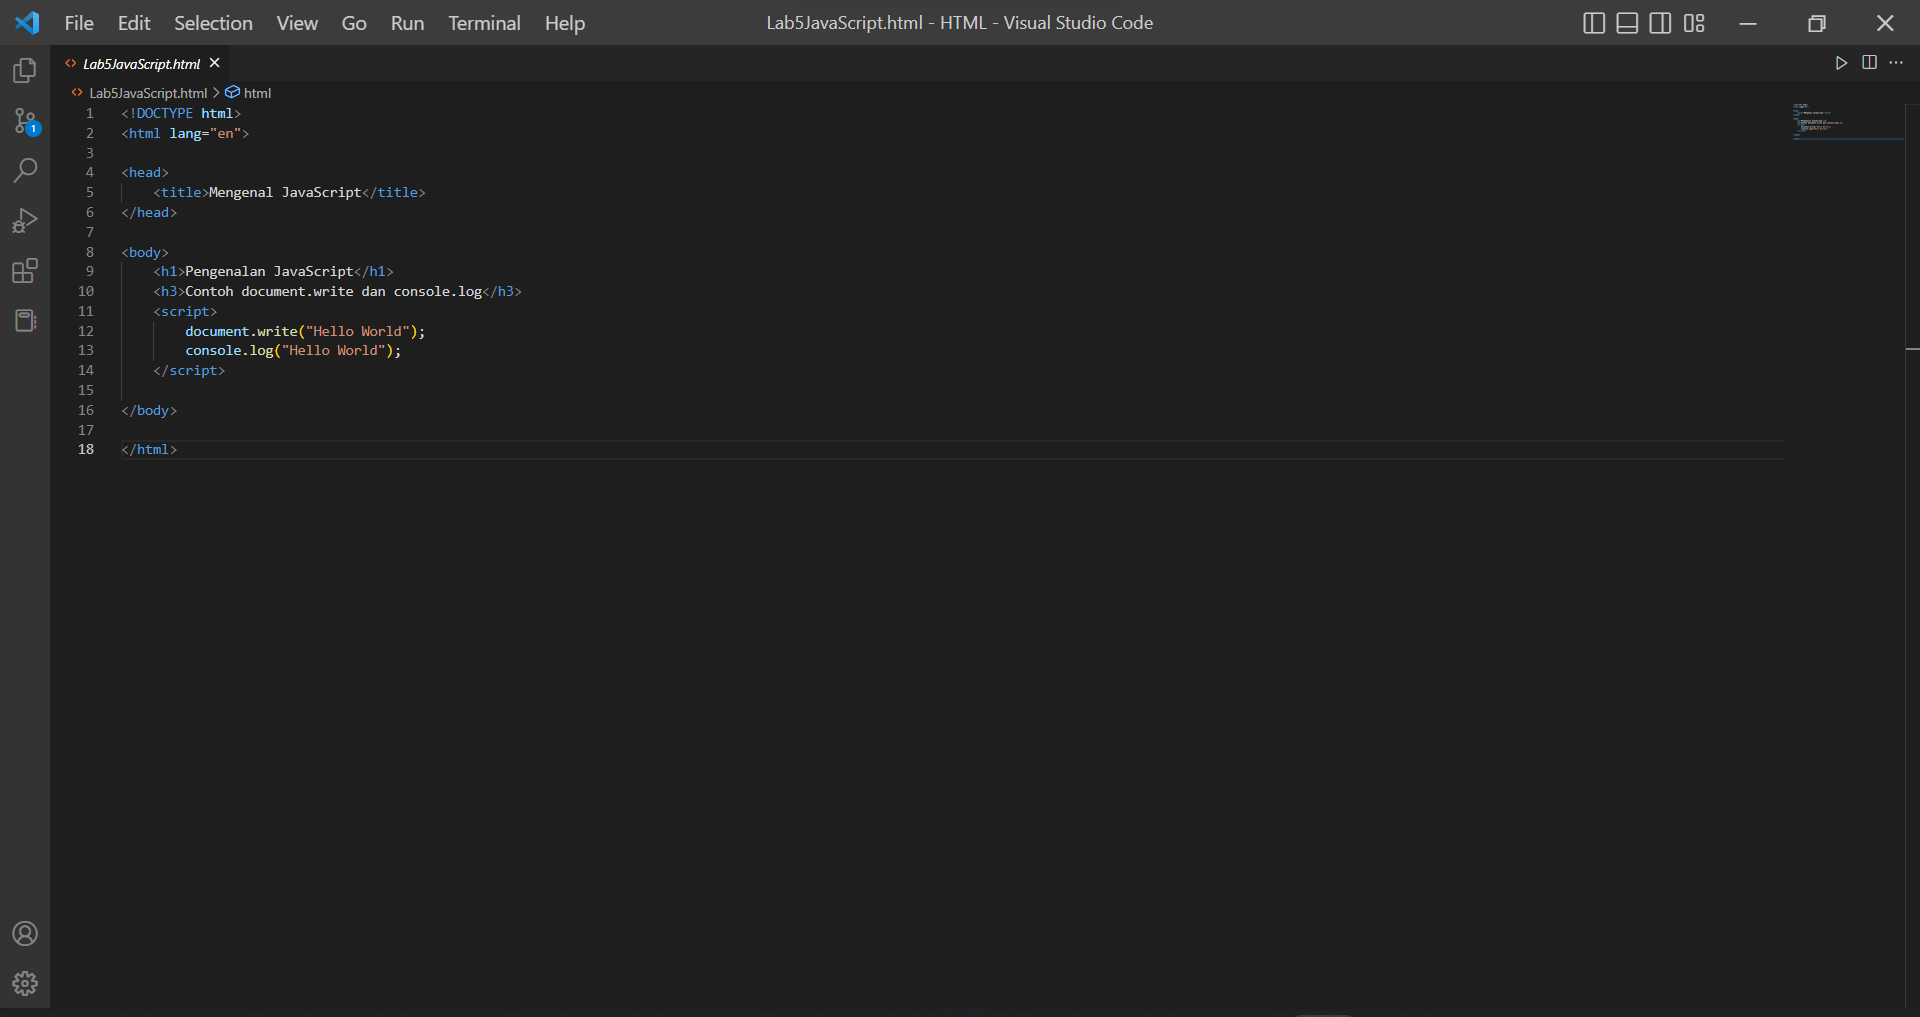 File Edit Selection View Go Run Terminal Help Lab5JavaScript.html - HTML - Visual Studio Code
Lab5JavaScript.html
Lab5JavaScript.html > html
1 <!DOCTYPE html>
2 <html lang="en">
3
4 <head>
5     <title>Mengenal JavaScript</title>
6 </head>
7
8 <body>
9     <h1>Pengenalan JavaScript</h1>
10     <h3>Contoh document.write dan console.log</h3>
11     <script>
12         document.write("Hello World");
13         console.log("Hello World");
14     </script>
15
16 </body>
17
18 </html>
1